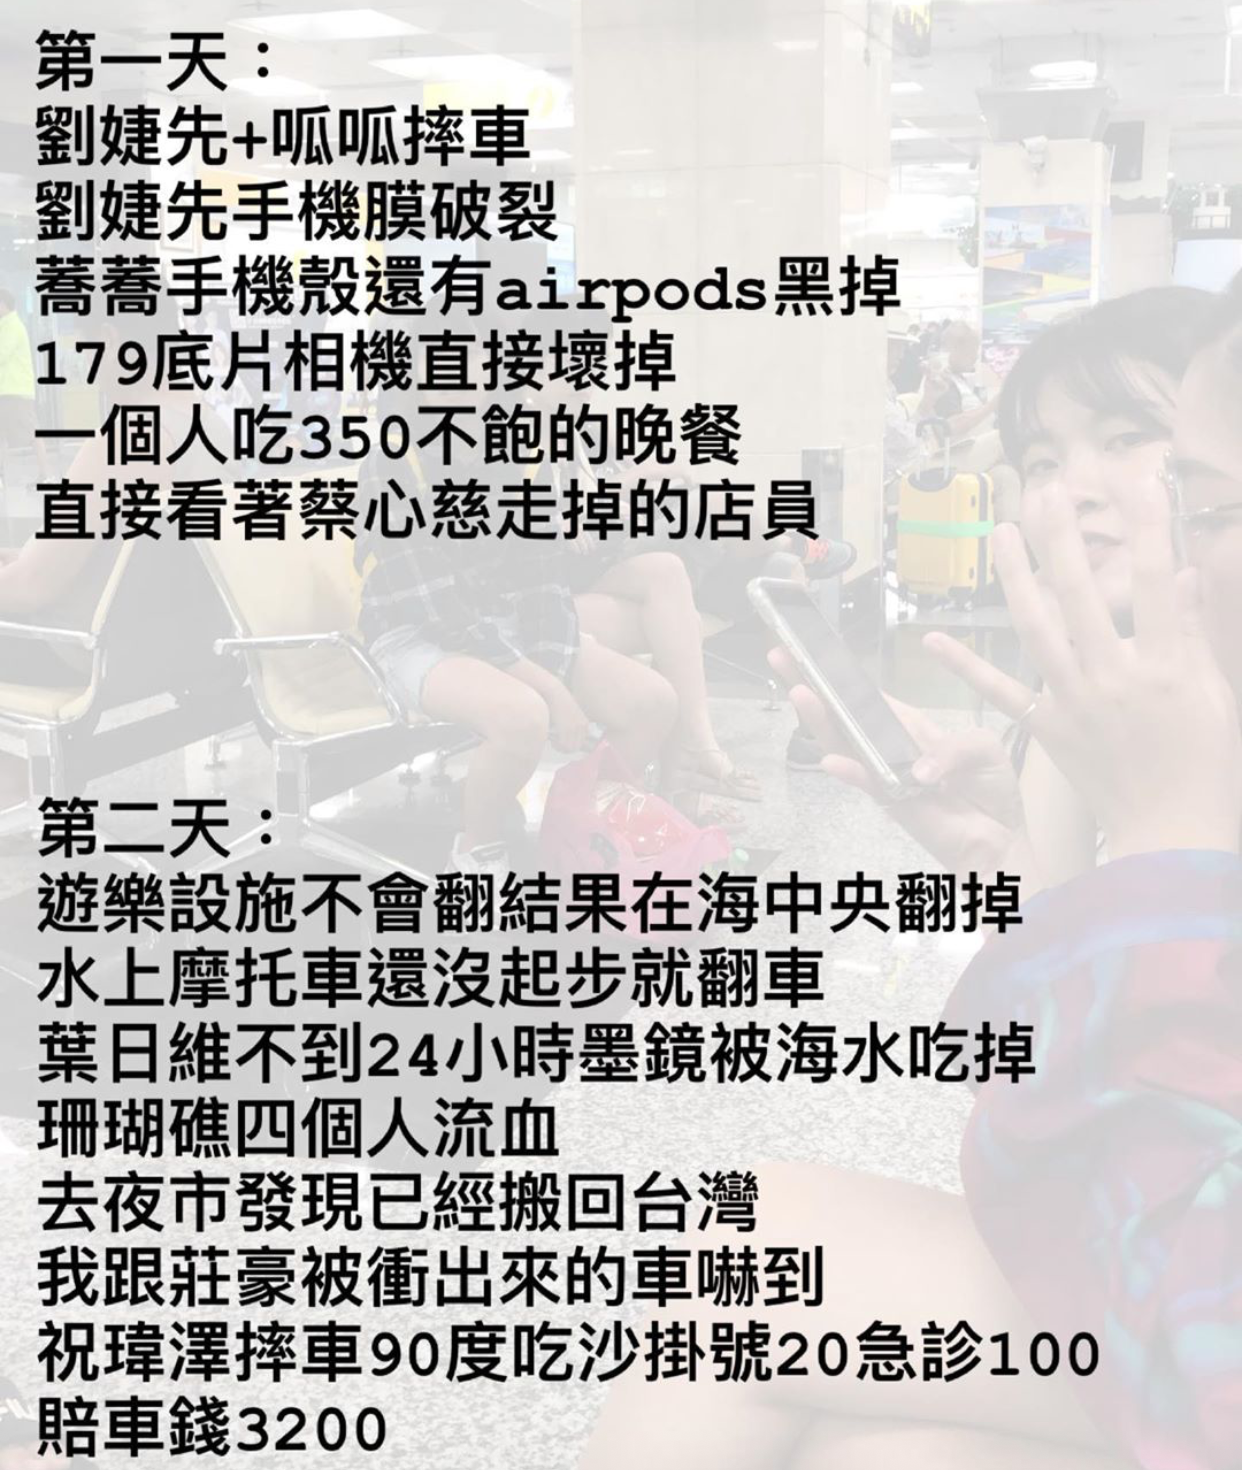 第一天：
劉婕先+呱呱摔車
劉婕先手機膜破裂
蕎蕎手機殼還有airpods黑掉
179底片相機直接壞掉
一個人吃350不飽的晚餐
直接看著蔡心慈走掉的店員
第二天：
遊樂設施不會翻結果在海中央翻掉
水上摩托車還沒起步就翻車
葉日維不到24小時墨鏡被海水吃掉
珊瑚礁四個人流血
去夜市發現已經搬回台灣
我跟莊豪被衝出來的車嚇到
祝瑋澤摔車90度吃沙掛號20急診100
賠車錢3200